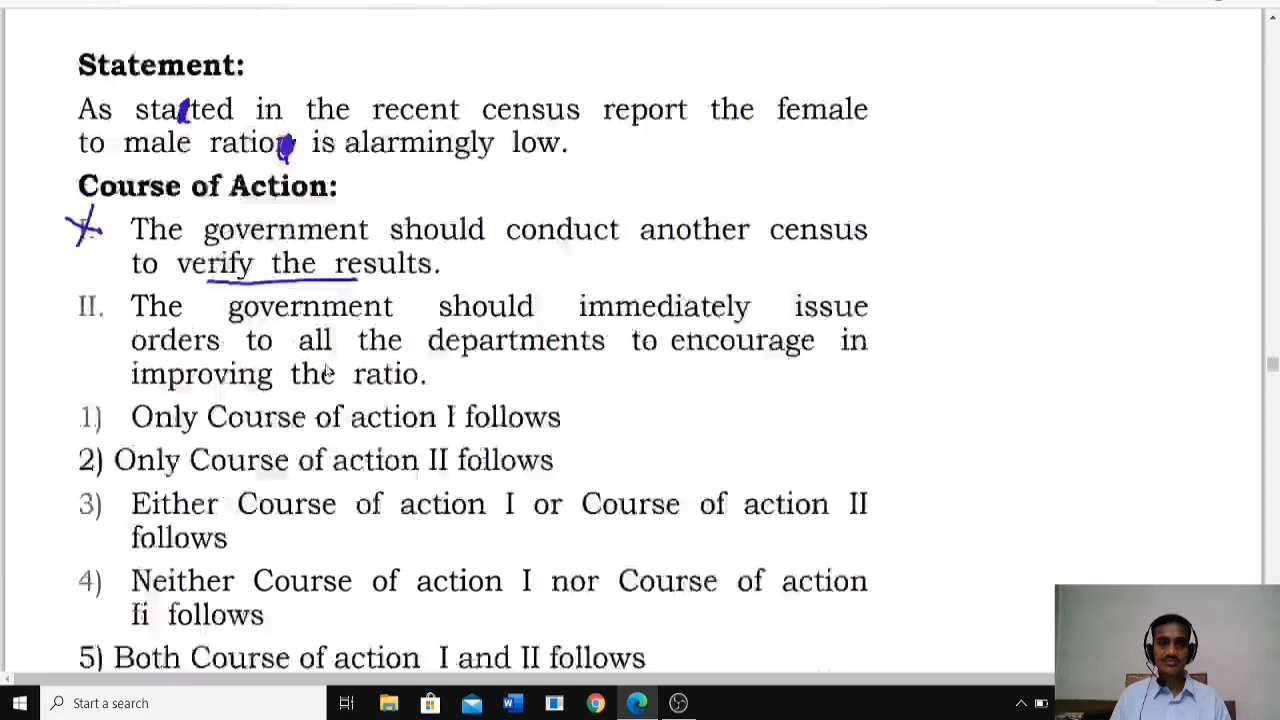 Statement:
As started in the recent census report the female
to male ration is alarmingly low.
Course of Action:
The government should conduct another census
to verify the results.
II. The government should immediately issue
orders to all the departments to encourage in
improving the ratio.
1) Only Course of action I follows
2) Only Course of action II follows
3) Either Course of action I or Course of action II
follows
4) Neither Course of action I nor Course of action
Ii follows
5) Both Course of action I and II follows
Start a search